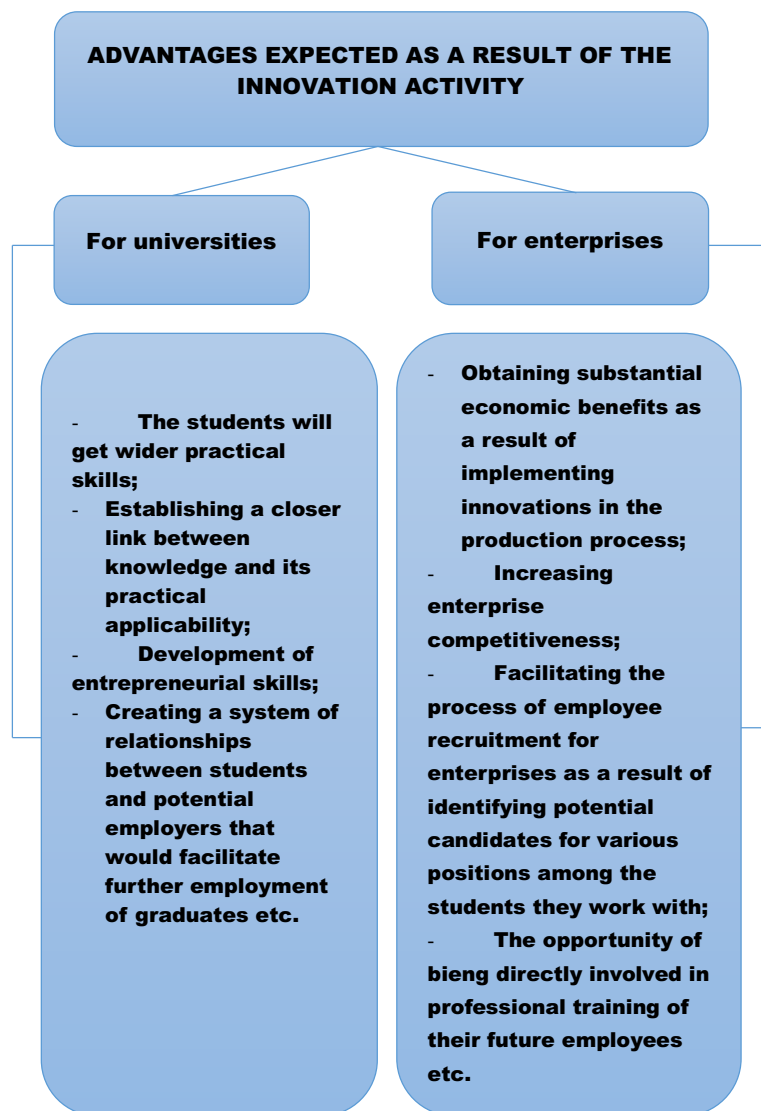 ADVANTAGES EXPECTED AS A RESULT OF THE
INNOVATION ACTIVITY
For universities
For enterprises
- The students will
get wider practical
skills;
- Establishing a closer
link between
knowledge and its
practical
applicability;
- Development of
entrepreneurial skills;
- Creating a system of
relationships
between students
and potential
employers that
would facilitate
further employment
of graduates etc.
- Obtaining substantial
economic benefits as
a result of
implementing
innovations in the
production process;
- Increasing
enterprise
competitiveness;
- Facilitating the
process of employee
recruitment for
enterprises as a result of
identifying potential
candidates for various
positions among the
students they work with;
- The opportunity of
bieng directly involved in
professional training of
their future employees
etc.